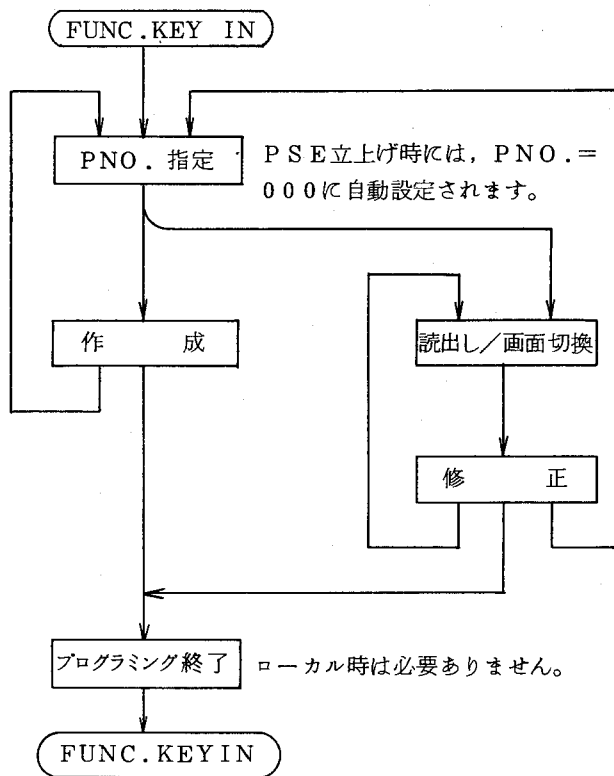 FUNC.KEY IN
PNO.指定
PSE立上げ時には,PNO.=
000に自動設定されます。
作 成
読出し/画面切換
修 正
プログラミング終了
ローカル時は必要ありません。
FUNC.KEYIN